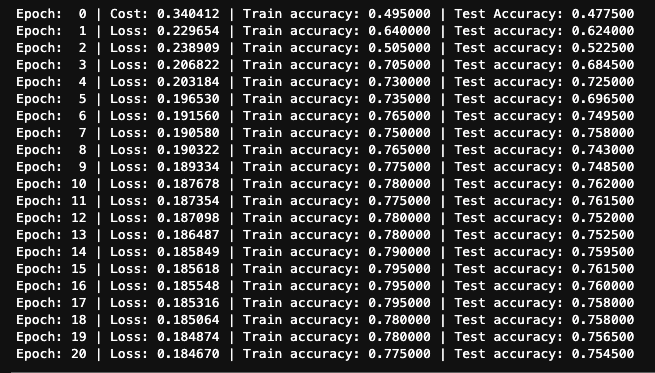 Epoch:  0 | Cost: 0.340412 | Train accuracy: 0.495000 | Test Accuracy: 0.477500
Epoch:  1 | Loss: 0.229654 | Train accuracy: 0.640000 | Test accuracy: 0.624000
Epoch:  2 | Loss: 0.238909 | Train accuracy: 0.505000 | Test accuracy: 0.522500
Epoch:  3 | Loss: 0.206822 | Train accuracy: 0.705000 | Test accuracy: 0.684500
Epoch:  4 | Loss: 0.203184 | Train accuracy: 0.730000 | Test accuracy: 0.725000
Epoch:  5 | Loss: 0.196530 | Train accuracy: 0.735000 | Test accuracy: 0.696500
Epoch:  6 | Loss: 0.191560 | Train accuracy: 0.765000 | Test accuracy: 0.749500
Epoch:  7 | Loss: 0.190580 | Train accuracy: 0.750000 | Test accuracy: 0.758000
Epoch:  8 | Loss: 0.190322 | Train accuracy: 0.765000 | Test accuracy: 0.743000
Epoch:  9 | Loss: 0.189334 | Train accuracy: 0.775000 | Test accuracy: 0.748500
Epoch: 10 | Loss: 0.187678 | Train accuracy: 0.780000 | Test accuracy: 0.762000
Epoch: 11 | Loss: 0.187354 | Train accuracy: 0.775000 | Test accuracy: 0.761500
Epoch: 12 | Loss: 0.187098 | Train accuracy: 0.780000 | Test accuracy: 0.752000
Epoch: 13 | Loss: 0.186487 | Train accuracy: 0.780000 | Test accuracy: 0.752500
Epoch: 14 | Loss: 0.185849 | Train accuracy: 0.790000 | Test accuracy: 0.759500
Epoch: 15 | Loss: 0.185618 | Train accuracy: 0.795000 | Test accuracy: 0.761500
Epoch: 16 | Loss: 0.185548 | Train accuracy: 0.795000 | Test accuracy: 0.760000
Epoch: 17 | Loss: 0.185316 | Train accuracy: 0.795000 | Test accuracy: 0.758000
Epoch: 18 | Loss: 0.185064 | Train accuracy: 0.780000 | Test accuracy: 0.758000
Epoch: 19 | Loss: 0.184874 | Train accuracy: 0.780000 | Test accuracy: 0.756500
Epoch: 20 | Loss: 0.184670 | Train accuracy: 0.775000 | Test accuracy: 0.754500